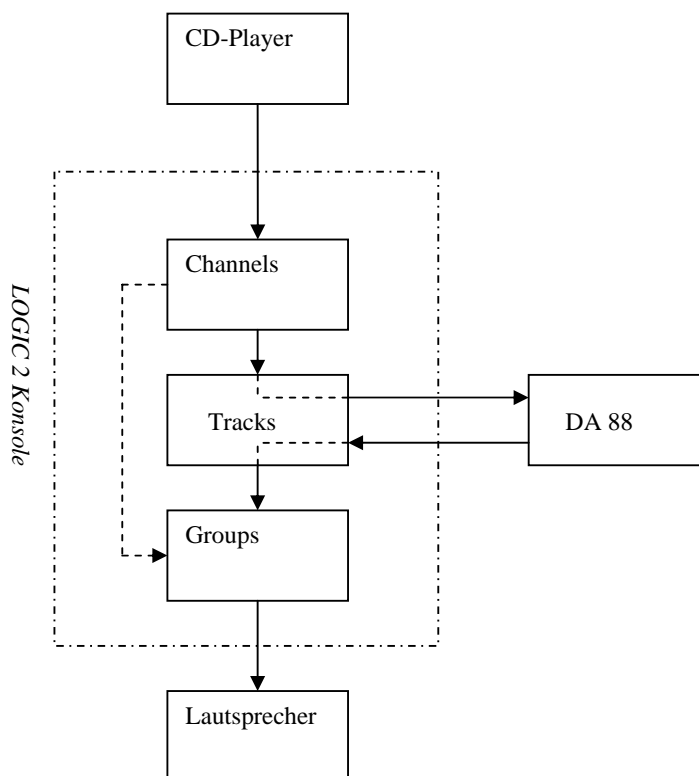 CD-Player
Channels
LOGIC 2 Konsole
Tracks
DA 88
Groups
Lautsprecher